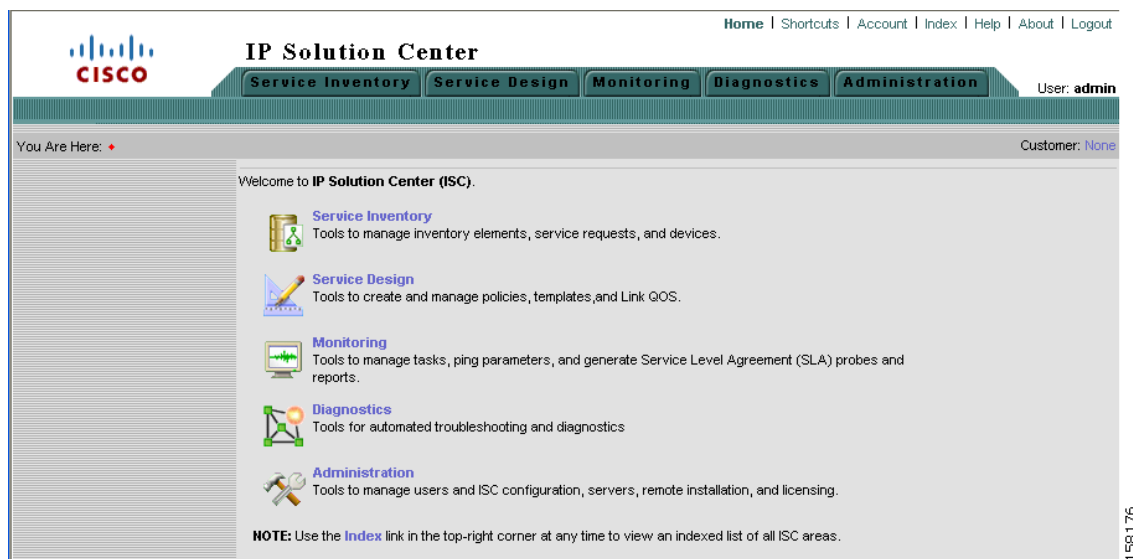 Home | Shortcuts | Account | Index | Help | About | Logout
CISCO
IP Solution Center
Service Inventory Service Design Monitoring Diagnostics Administration
User: admin
You Are Here:
Customer: None
Welcome to IP Solution Center (ISC).
Service Inventory
Tools to manage inventory elements, service requests, and devices.
Service Design
Tools to create and manage policies, templates,and Link QOS.
Monitoring
Tools to manage tasks, ping parameters, and generate Service Level Agreement (SLA) probes and
reports.
Diagnostics
Tools for automated troubleshooting and diagnostics
Administration
Tools to manage users and ISC configuration, servers, remote installation, and licensing.
NOTE: Use the Index link in the top-right corner at any time to view an indexed list of all ISC areas.
158176